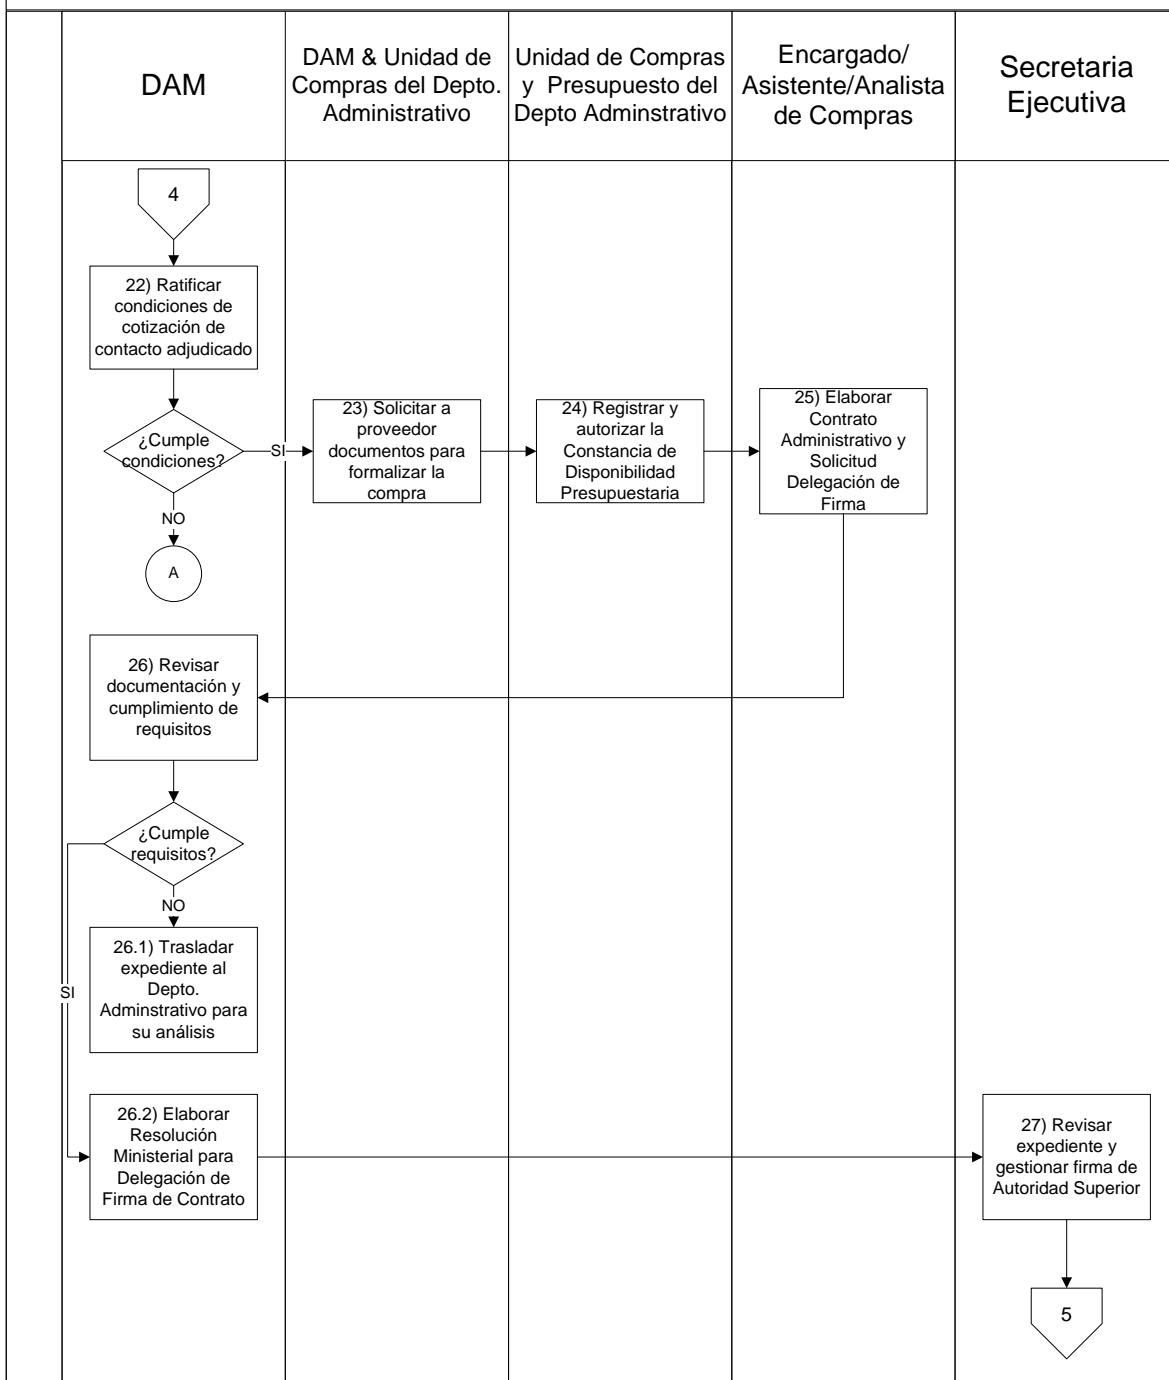 DAM
DAM & Unidad de
Compras del Depto.
Administrativo
Unidad de Compras
y Presupuesto del
Depto Adminstrativo
Encargado/
Asistente/Analista
de Compras
Secretaria
Ejecutiva
4
22) Ratificar
condiciones de
cotización de
contacto adjudicado
¿Cumple
condiciones?
SI
NO
A
23) Solicitar a
proveedor
documentos para
formalizar la
compra
24) Registrar y
autorizar la
Constancia de
Disponibilidad
Presupuestaria
25) Elaborar
Contrato
Administrativo y
Solicitud
Delegación de
Firma
26) Revisar
documentación y
cumplimiento de
requisitos
¿Cumple
requisitos?
NO
SI
26.1) Trasladar
expediente al
Depto.
Adminstrativo para
su análisis
26.2) Elaborar
Resolución
Ministerial para
Delegación de
Firma de Contrato
27) Revisar
expediente y
gestionar firma de
Autoridad Superior
5